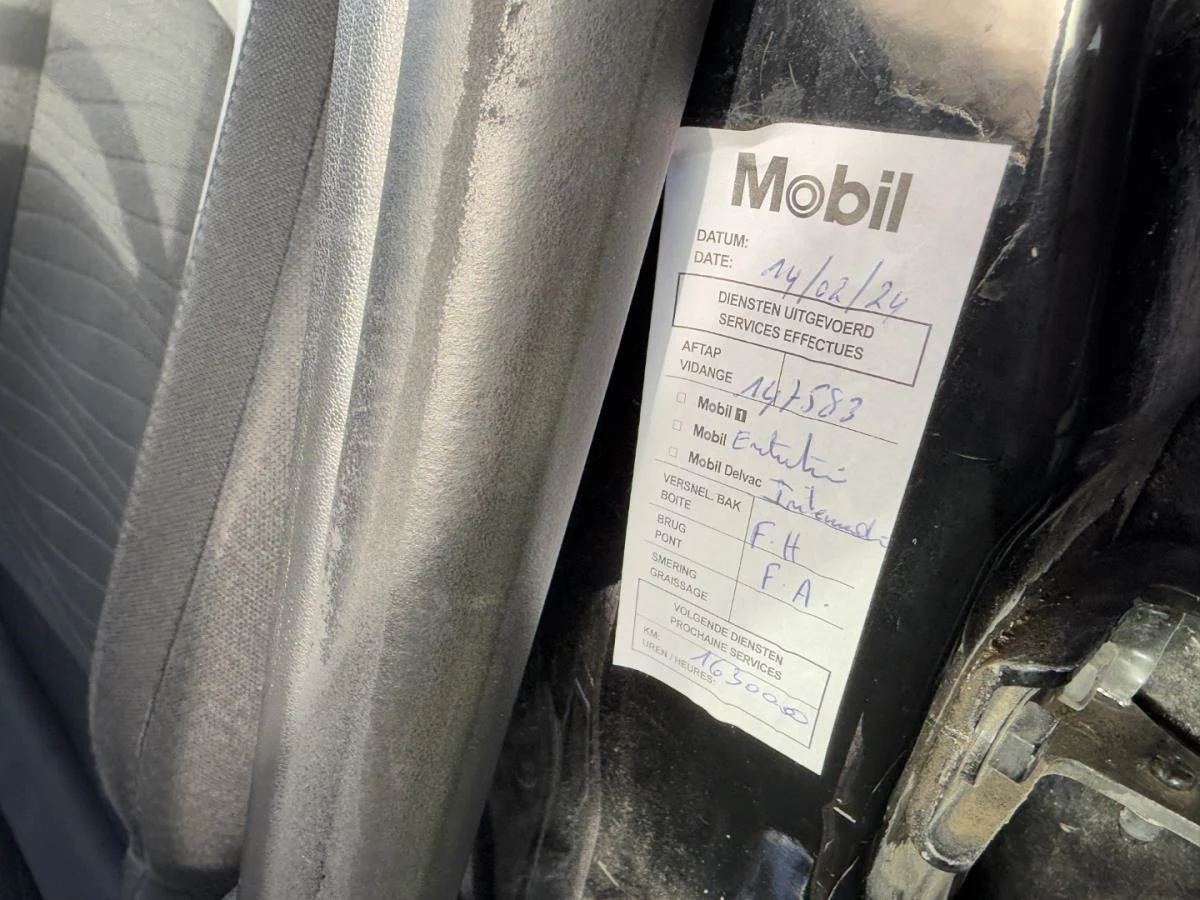 Mobil
DATUM:
DATE: 14/02/24
DIENSTEN UITGEVOERD
SERVICES EFFECTUES
AFTAP
VIDANGE 147583
Mobil 1
Mobil
Mobil Delvac
VERSNEL. BAK
BOITE F.H
BRUG
PONT F.A.
SMERING
GRAISSAGE
VOLGENDE DIENSTEN
PROCHAINE SERVICES
KM:
UREN / HEURES: